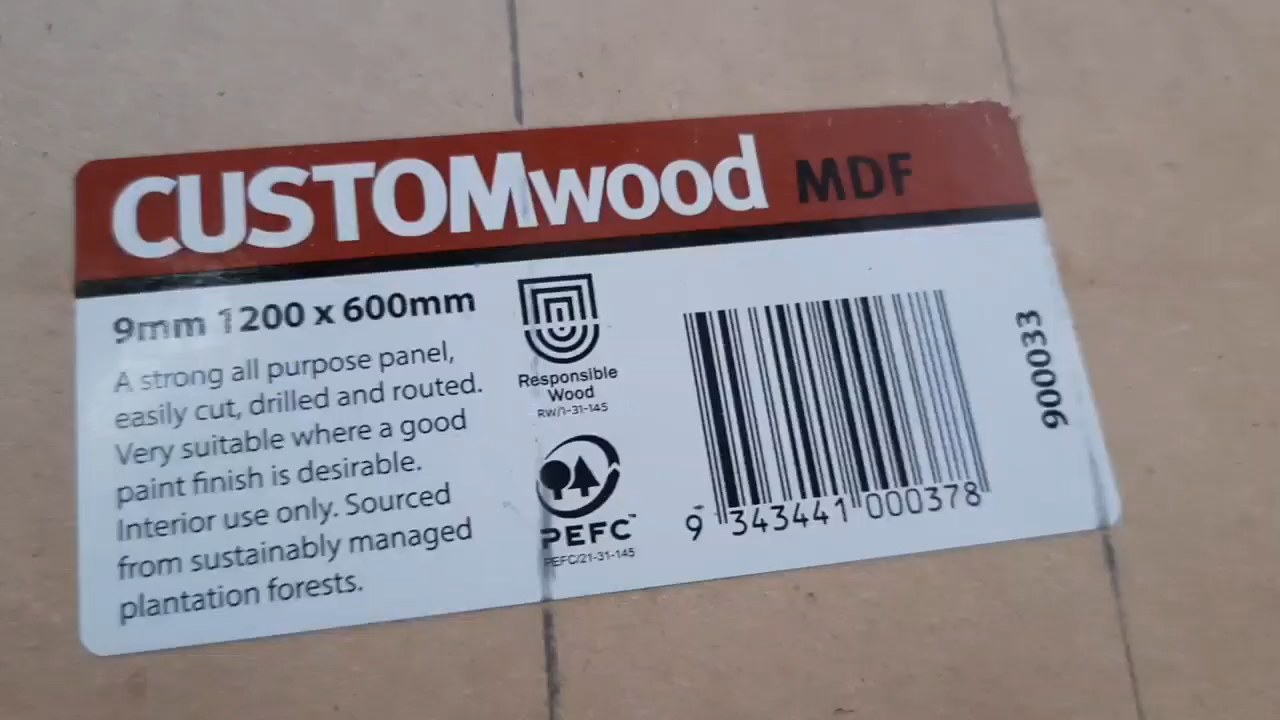 CUSTOMwood MDF
9mm 1200 x 600mm
A strong all purpose panel,
easily cut, drilled and routed.
Very suitable where a good
paint finish is desirable.
Interior use only. Sourced
from sustainably managed
plantation forests.
Responsible
Wood
RW/1-31-145
PEFC™
PEFC/21-31-145
9 343441 000378
900033